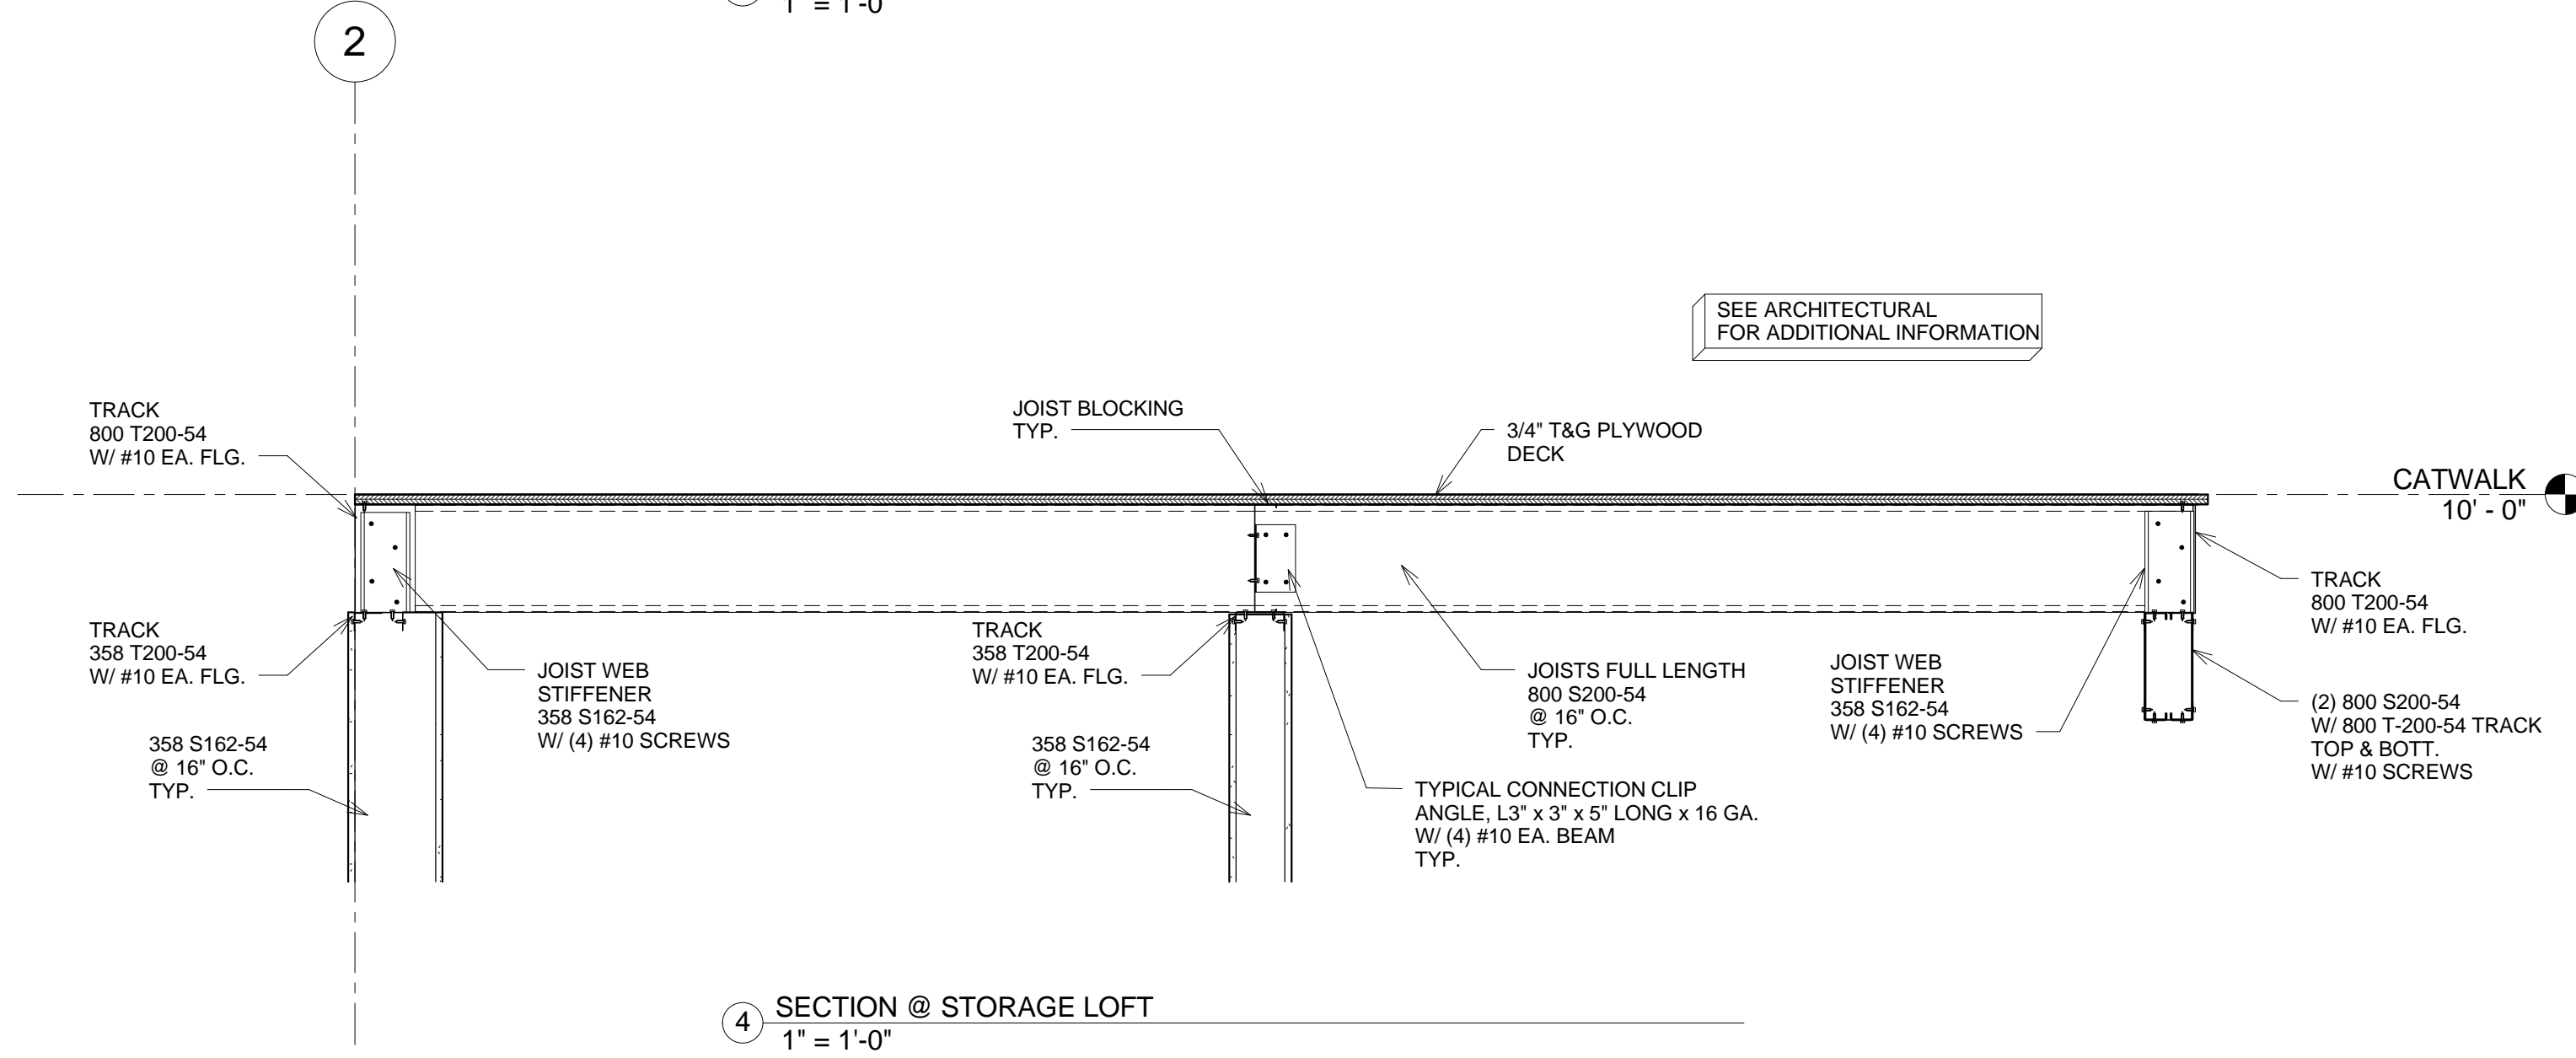 1" = 1'-0"
2
SEE ARCHITECTURAL
FOR ADDITIONAL INFORMATION
TRACK
800 T200-54
W/ #10 EA. FLG.
JOIST BLOCKING
TYP.
3/4" T&G PLYWOOD
DECK
CATWALK
10' - 0"
TRACK
358 T200-54
W/ #10 EA. FLG.
JOIST WEB
STIFFENER
358 S162-54
W/ (4) #10 SCREWS
358 S162-54
@ 16" O.C.
TYP.
TRACK
358 T200-54
W/ #10 EA. FLG.
358 S162-54
@ 16" O.C.
TYP.
JOISTS FULL LENGTH
800 S200-54
@ 16" O.C.
TYP.
TYPICAL CONNECTION CLIP
ANGLE, L3" x 3" x 5" LONG x 16 GA.
W/ (4) #10 EA. BEAM
TYP.
JOIST WEB
STIFFENER
358 S162-54
W/ (4) #10 SCREWS
TRACK
800 T200-54
W/ #10 EA. FLG.
(2) 800 S200-54
W/ 800 T-200-54 TRACK
TOP & BOTT.
W/ #10 SCREWS
4 SECTION @ STORAGE LOFT
1" = 1'-0"